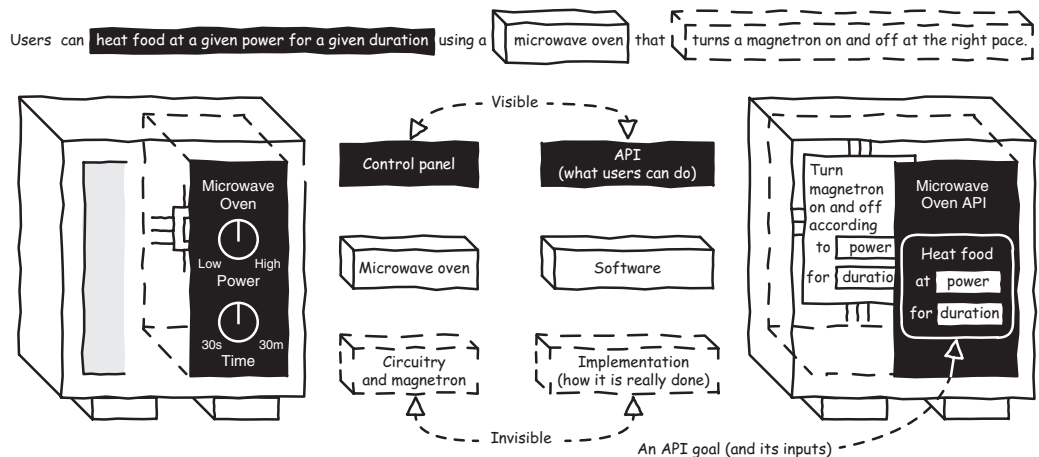 Users can heat food at a given power for a given duration using a microwave oven that turns a magnetron on and off at the right pace.
Visible
Microwave
Oven
Low High
Power
30s 30m
Time
Control panel
API
(what users can do)
Microwave oven
Software
Circuitry
and magnetron
Implementation
(how it is really done)
Invisible
Turn
magnetron
on and off
according
to power
for duratio
Microwave
Oven API
Heat food
at power
for duration
An API goal (and its inputs)